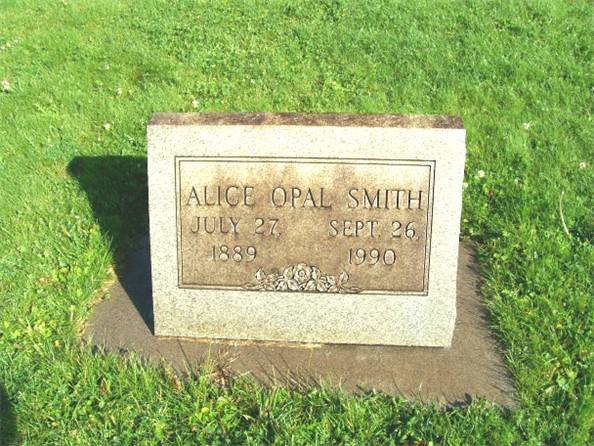 ALICE OPAL SMITH
JULY 27, SEPT. 26,
1889 1990